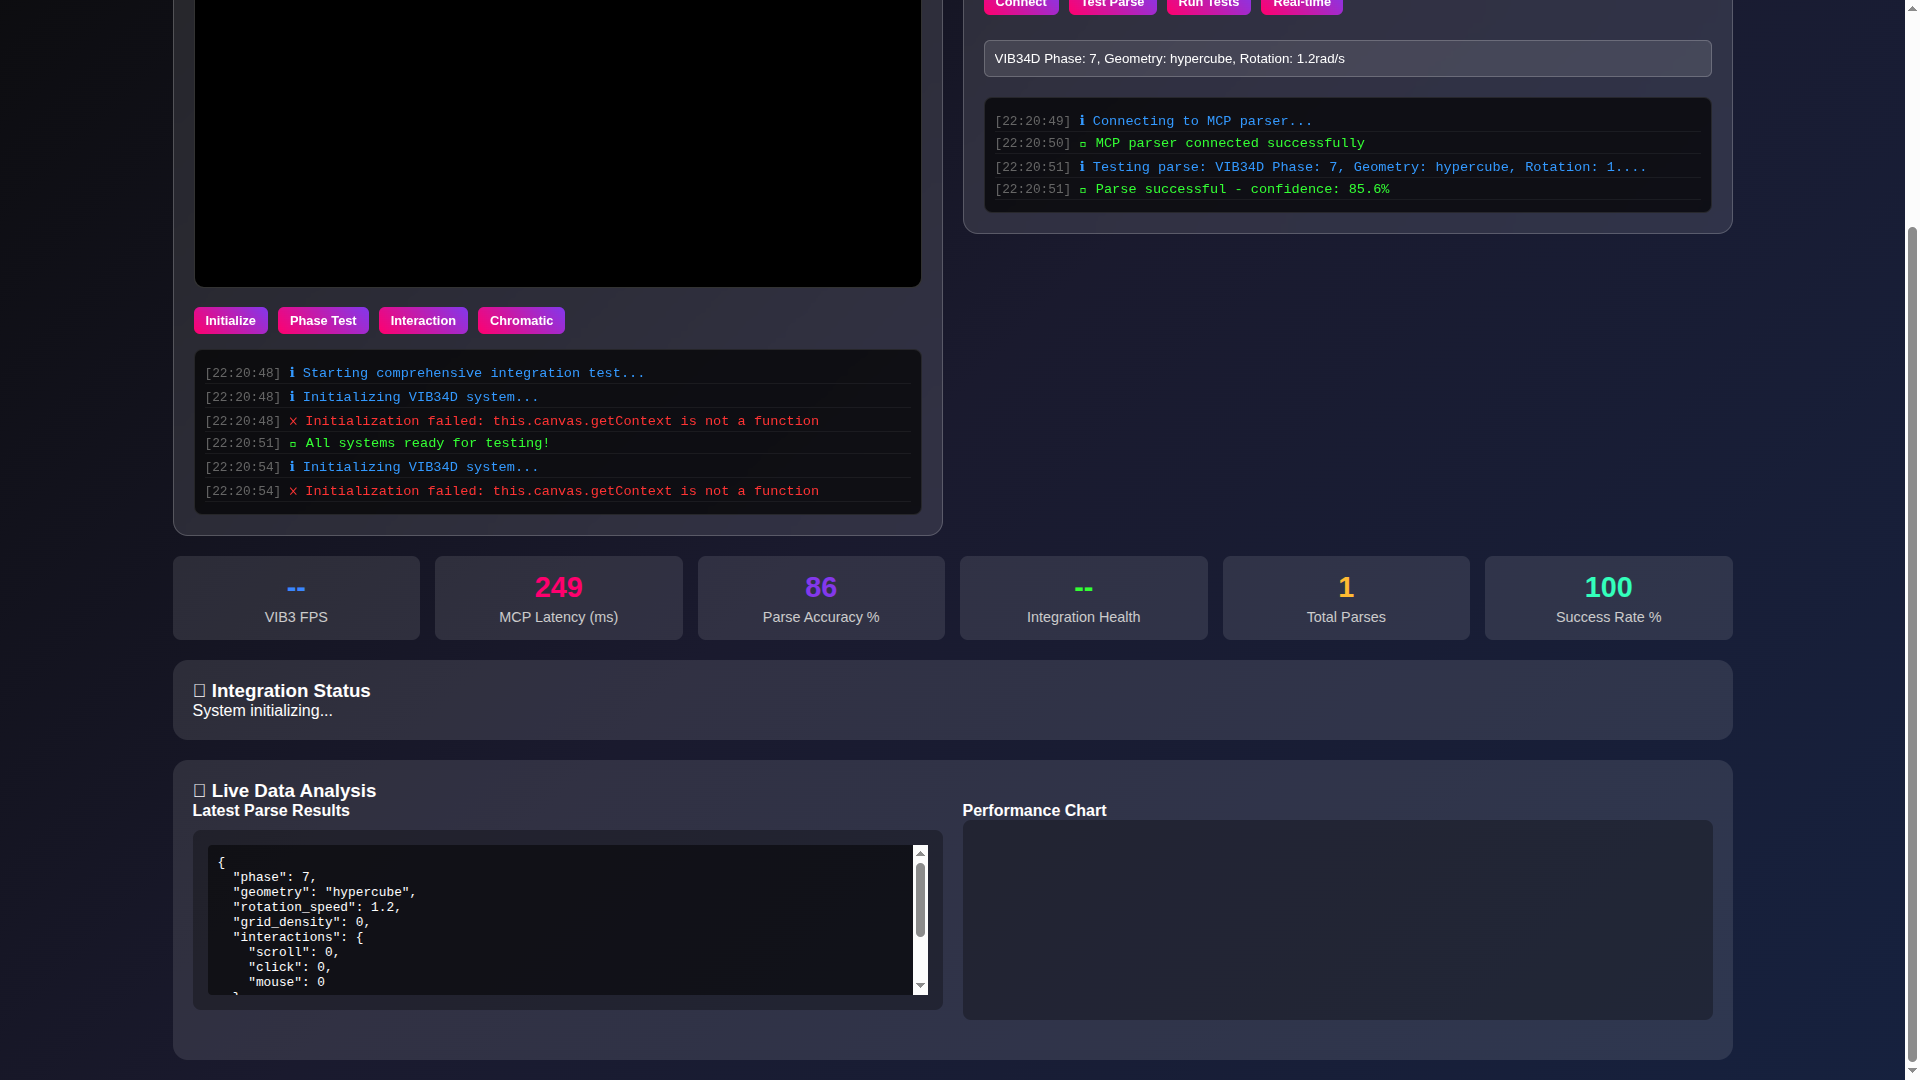 Connect Test Parse Run Tests Real-time
VIB34D Phase: 7, Geometry: hypercube, Rotation: 1.2rad/s
[22:20:49] ℹ Connecting to MCP parser...
[22:20:50] MCP parser connected successfully
[22:20:51] ℹ Testing parse: VIB34D Phase: 7, Geometry: hypercube, Rotation: 1....
[22:20:51] Parse successful - confidence: 85.6%
Initialize Phase Test Interaction Chromatic
[22:20:48] ℹ Starting comprehensive integration test...
[22:20:48] ℹ Initializing VIB34D system...
[22:20:48] ✗ Initialization failed: this.canvas.getContext is not a function
[22:20:51] All systems ready for testing!
[22:20:54] ℹ Initializing VIB34D system...
[22:20:54] ✗ Initialization failed: this.canvas.getContext is not a function
--
VIB3 FPS
249
MCP Latency (ms)
86
Parse Accuracy %
--
Integration Health
1
Total Parses
100
Success Rate %
Integration Status
System initializing...
Live Data Analysis
Latest Parse Results
{
"phase": 7,
"geometry": "hypercube",
"rotation_speed": 1.2,
"grid_density": 0,
"interactions": {
"scroll": 0,
"click": 0,
"mouse": 0
}
Performance Chart